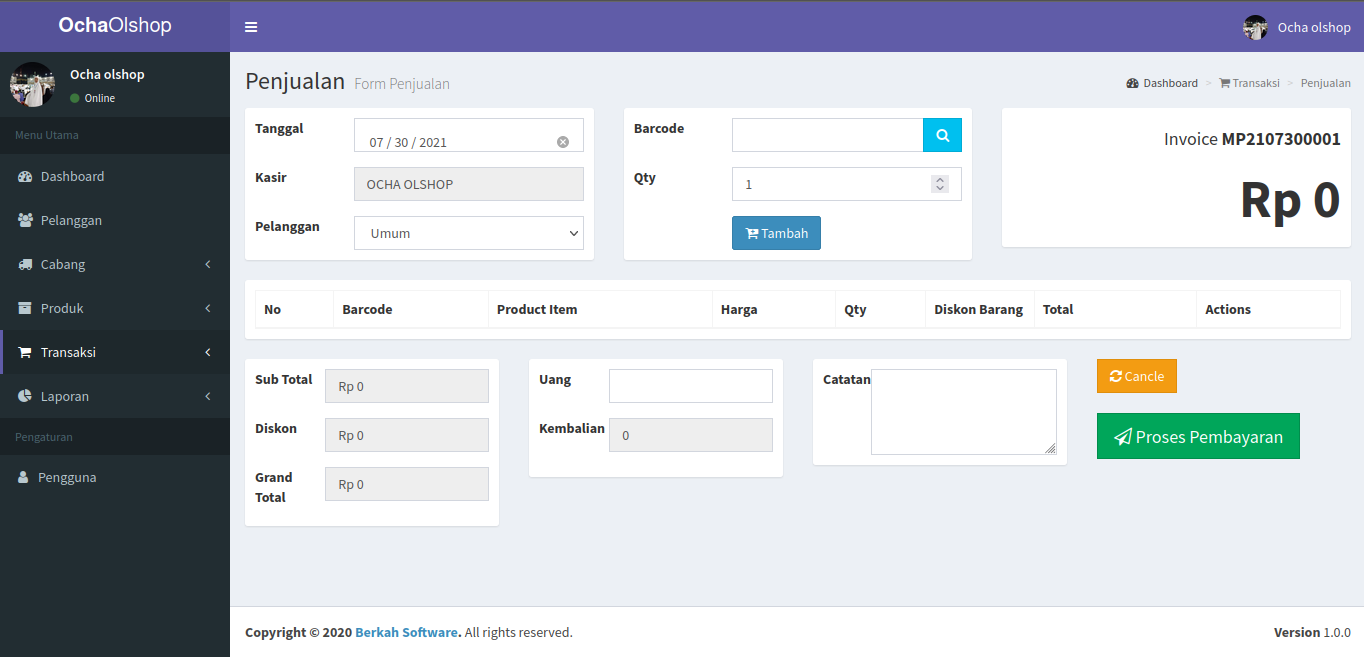 OchaOlshop
Ocha olshop
Ocha olshop
Online
Menu Utama
Dashboard
Pelanggan
Cabang
Produk
Transaksi
Laporan
Pengaturan
Pengguna
Penjualan Form Penjualan
Dashboard > Transaksi > Penjualan
Tanggal 07 / 30 / 2021
Kasir OCHA OLSHOP
Pelanggan Umum
Barcode
Qty 1
Tambah
Invoice MP2107300001
Rp 0
No Barcode Product Item Harga Qty Diskon Barang Total Actions
Sub Total Rp 0
Diskon Rp 0
Grand
Total Rp 0
Uang
Kembalian 0
Catatan
Cancle
Proses Pembayaran
Copyright © 2020 Berkah Software. All rights reserved.
Version 1.0.0